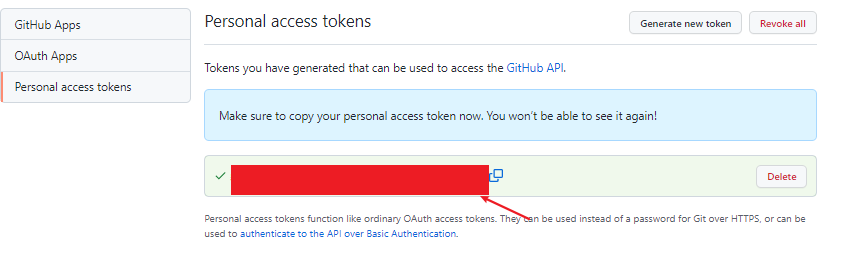 GitHub Apps
OAuth Apps
Personal access tokens
Personal access tokens
Generate new token
Revoke all
Tokens you have generated that can be used to access the GitHub API.
Make sure to copy your personal access token now. You won't be able to see it again!
Delete
Personal access tokens function like ordinary OAuth access tokens. They can be used instead of a password for Git over HTTPS, or can be
used to authenticate to the API over Basic Authentication.